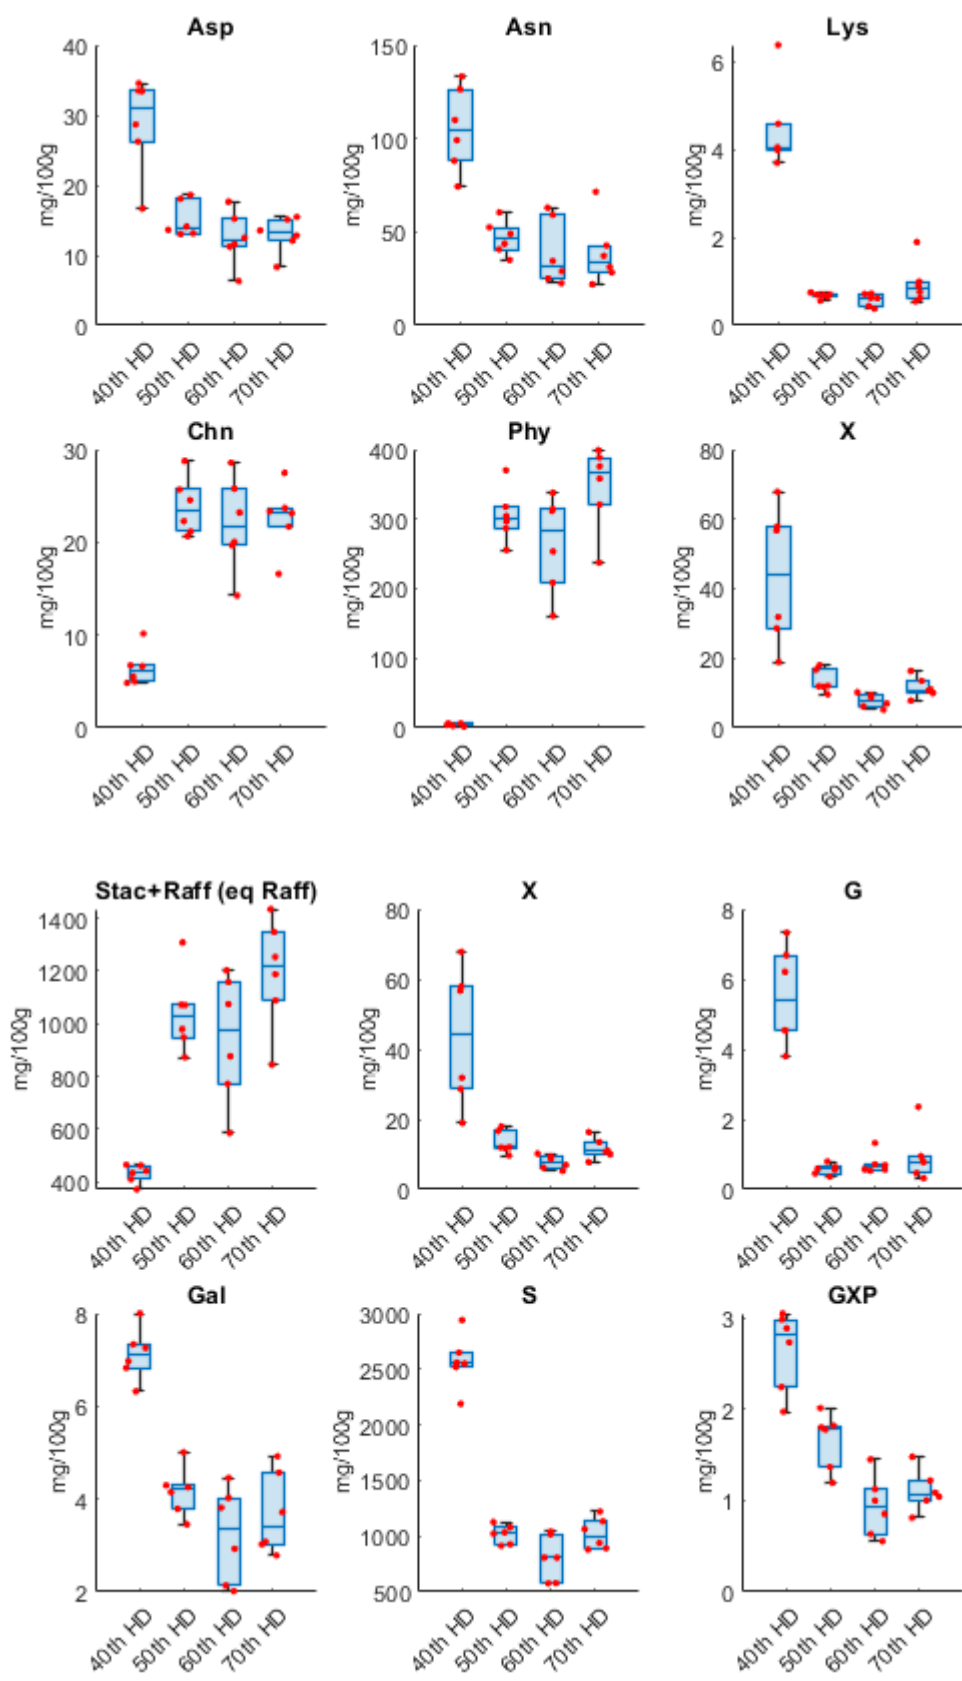 Asp Asn Lys
40 150 6
30 100 4
20 50 2
10 0 0
0
mg/100g mg/100g mg/100g
40th HD 50th HD 60th HD 70th HD 40th HD 50th HD 60th HD 70th HD 40th HD 50th HD 60th HD 70th HD
Chn Phy X
30 400 80
20 300 60
10 200 40
0 100 20
0 0
mg/100g mg/100g mg/100g
40th HD 50th HD 60th HD 70th HD 40th HD 50th HD 60th HD 70th HD 40th HD 50th HD 60th HD 70th HD
Stac+Raff (eq Raff) X G
1400 80 8
1200 60 6
1000 40 4
800 20 2
600 0 0
400
mg/100g mg/100g mg/100g
40th HD 50th HD 60th HD 70th HD 40th HD 50th HD 60th HD 70th HD 40th HD 50th HD 60th HD 70th HD
Gal S GXP
8 3000 3
6 2500 2
4 2000 1
2 1500 0
1000
500
mg/100g mg/100g mg/100g
40th HD 50th HD 60th HD 70th HD 40th HD 50th HD 60th HD 70th HD 40th HD 50th HD 60th HD 70th HD